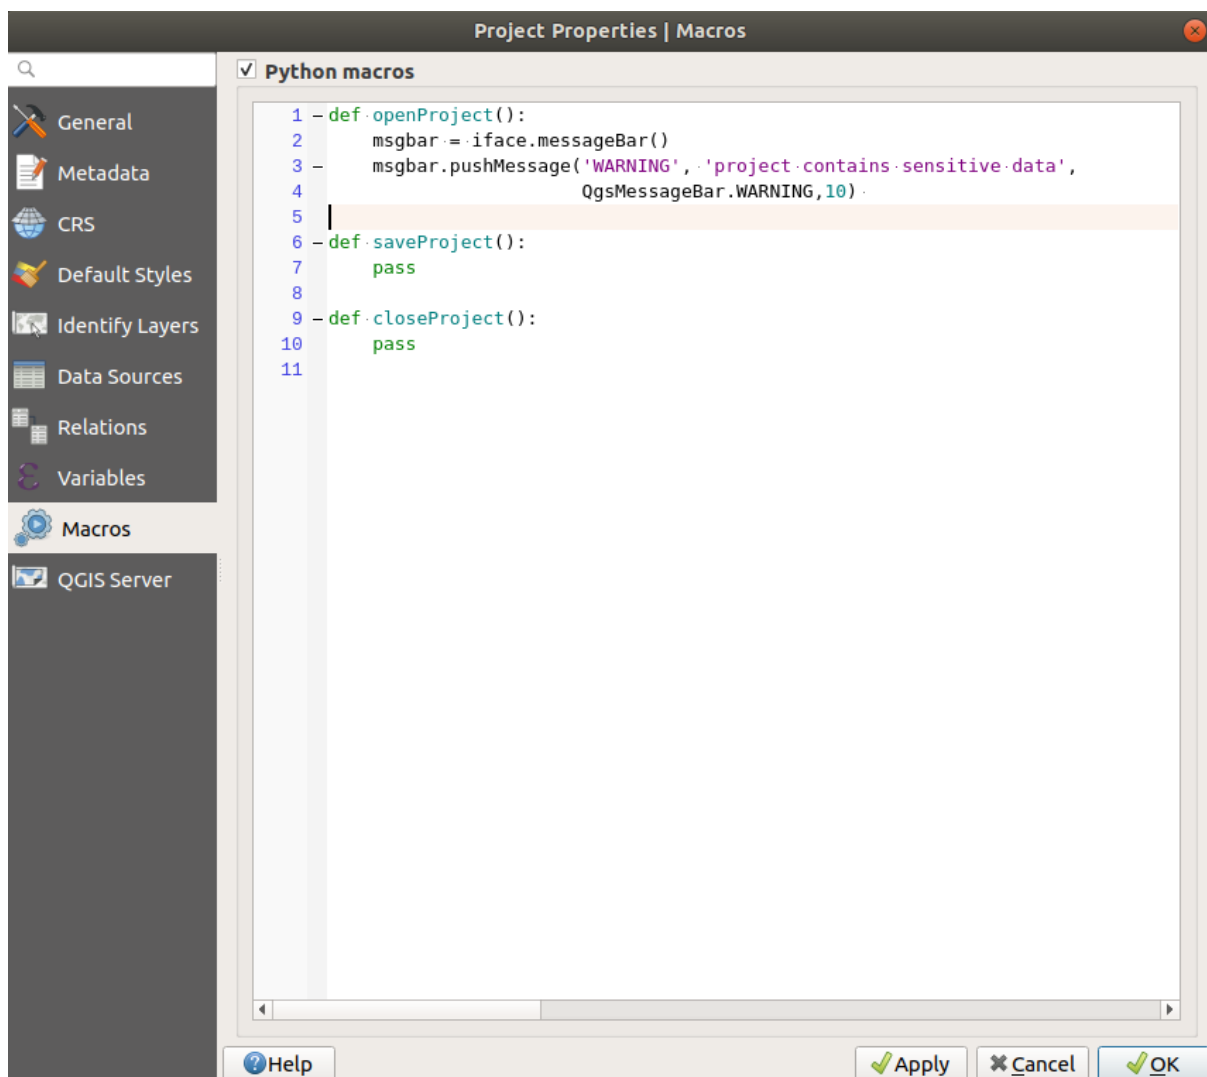 Project Properties | Macros
General
Metadata
CRS
Default Styles
Identify Layers
Data Sources
Relations
Variables
Macros
QGIS Server
Python macros
1 def openProject():
2     msgbar = iface.messageBar()
3     msgbar.pushMessage('WARNING', 'project contains sensitive data',
4                        QgsMessageBar.WARNING,10)
5
6 def saveProject():
7     pass
8
9 def closeProject():
10     pass
11
Help
Apply
Cancel
OK